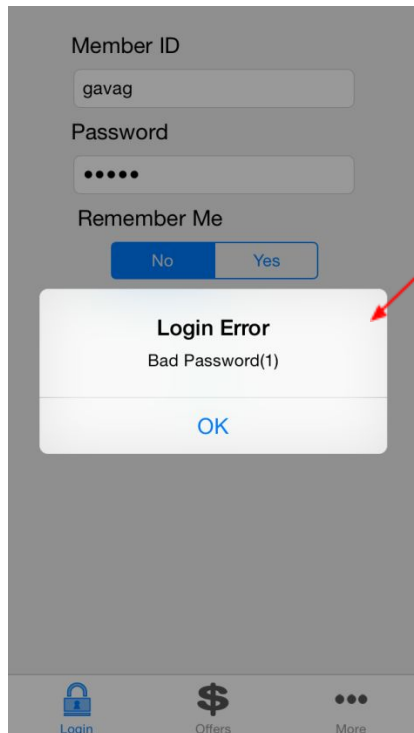 Member ID
gavag
Password
•••••
Remember Me
No Yes
Login Error
Bad Password(1)
OK
Login Offers More